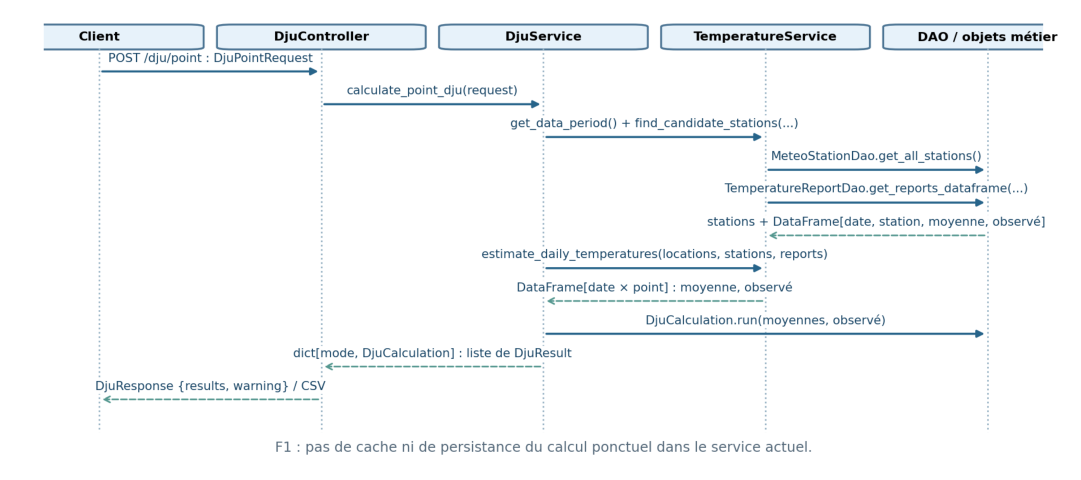 Client
DjuController
DjuService
TemperatureService
DAO / objets métier
POST /dju/point : DjuPointRequest
calculate_point_dju(request)
get_data_period() + find_candidate_stations(...)
MeteoStationDao.get_all_stations()
TemperatureReportDao.get_reports_dataframe(...)
stations + DataFrame[date, station, moyenne, observé]
estimate_daily_temperatures(locations, stations, reports)
DataFrame[date × point] : moyenne, observé
DjuCalculation.run(moyennes, observé)
dict[mode, DjuCalculation] : liste de DjuResult
DjuResponse {results, warning} / CSV
F1 : pas de cache ni de persistance du calcul ponctuel dans le service actuel.